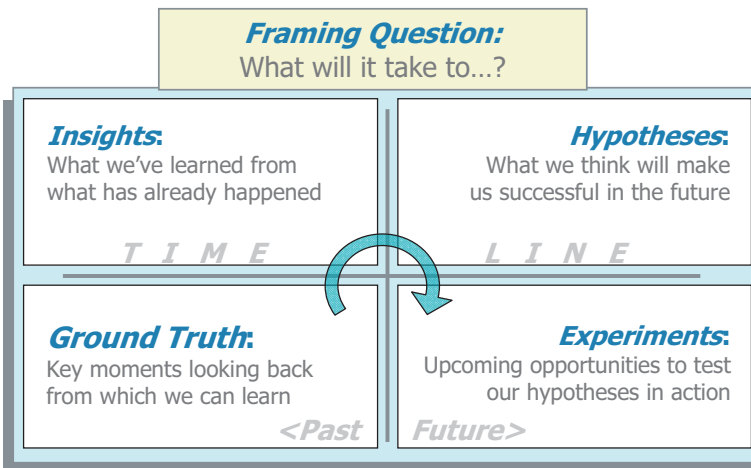 Framing Question:
What will it take to…?
Insights:
What we've learned from
what has already happened
Hypotheses:
What we think will make
us successful in the future
T I M E
L I N E
Ground Truth:
Key moments looking back
from which we can learn
Experiments:
Upcoming opportunities to test
our hypotheses in action
<Past
Future>